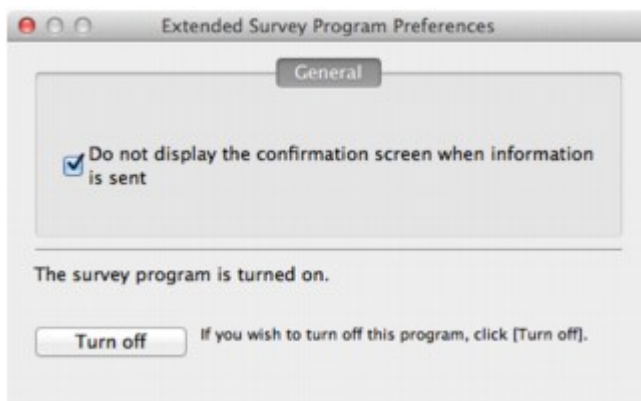 Extended Survey Program Preferences
General
Do not display the confirmation screen when information
is sent
The survey program is turned on.
Turn off
If you wish to turn off this program, click [Turn off].